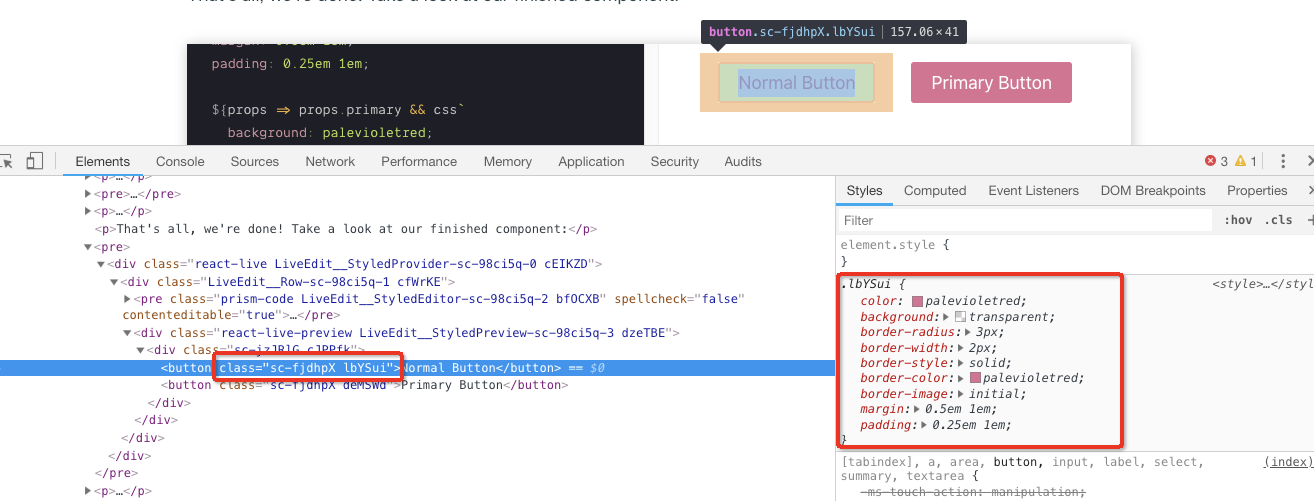 That's all, we're done! Take a look at our finished component:
button.sc-fjdhpX.lbYSui 157.06×41
padding: 0.25em 1em;
${props => props.primary && css`
background: palevioletred;
Normal Button
Primary Button
Elements Console Sources Network Performance Memory Application Security Audits 3 1
<p>…</p>
<pre>…</pre>
<p>…</p>
<p>That's all, we're done! Take a look at our finished component:</p>
<pre>
<div class="react-live LiveEdit__StyledProvider-sc-98ci5q-0 cEIKZD">
<div class="LiveEdit__Row-sc-98ci5q-1 cfWrKE">
<pre class="prism-code LiveEdit__StyledEditor-sc-98ci5q-2 bfOCXB" spellcheck="false"
contenteditable="true">…</pre>
<div class="react-live-preview LiveEdit__StyledPreview-sc-98ci5q-3 dzeTBE">
<div class="sc-jzJRlG cJPPfk">
<button class="sc-fjdhpX lbYSui">Normal Button</button> == $0
<button class="sc-fjdhpX deMSWd">Primary Button</button>
</div>
</div>
</div>
</div>
</pre>
<p>…</p>
Styles Computed Event Listeners DOM Breakpoints Properties
Filter :hov .cls +
element.style {
}
.lbYSui { <style>…</styl
color: palevioletred;
background: transparent;
border-radius: 3px;
border-width: 2px;
border-style: solid;
border-color: palevioletred;
border-image: initial;
margin: 0.5em 1em;
padding: 0.25em 1em;
}
[tabindex], a, area, button, input, label, select, (index)
summary, textarea {
-ms-touch-action: manipulation;